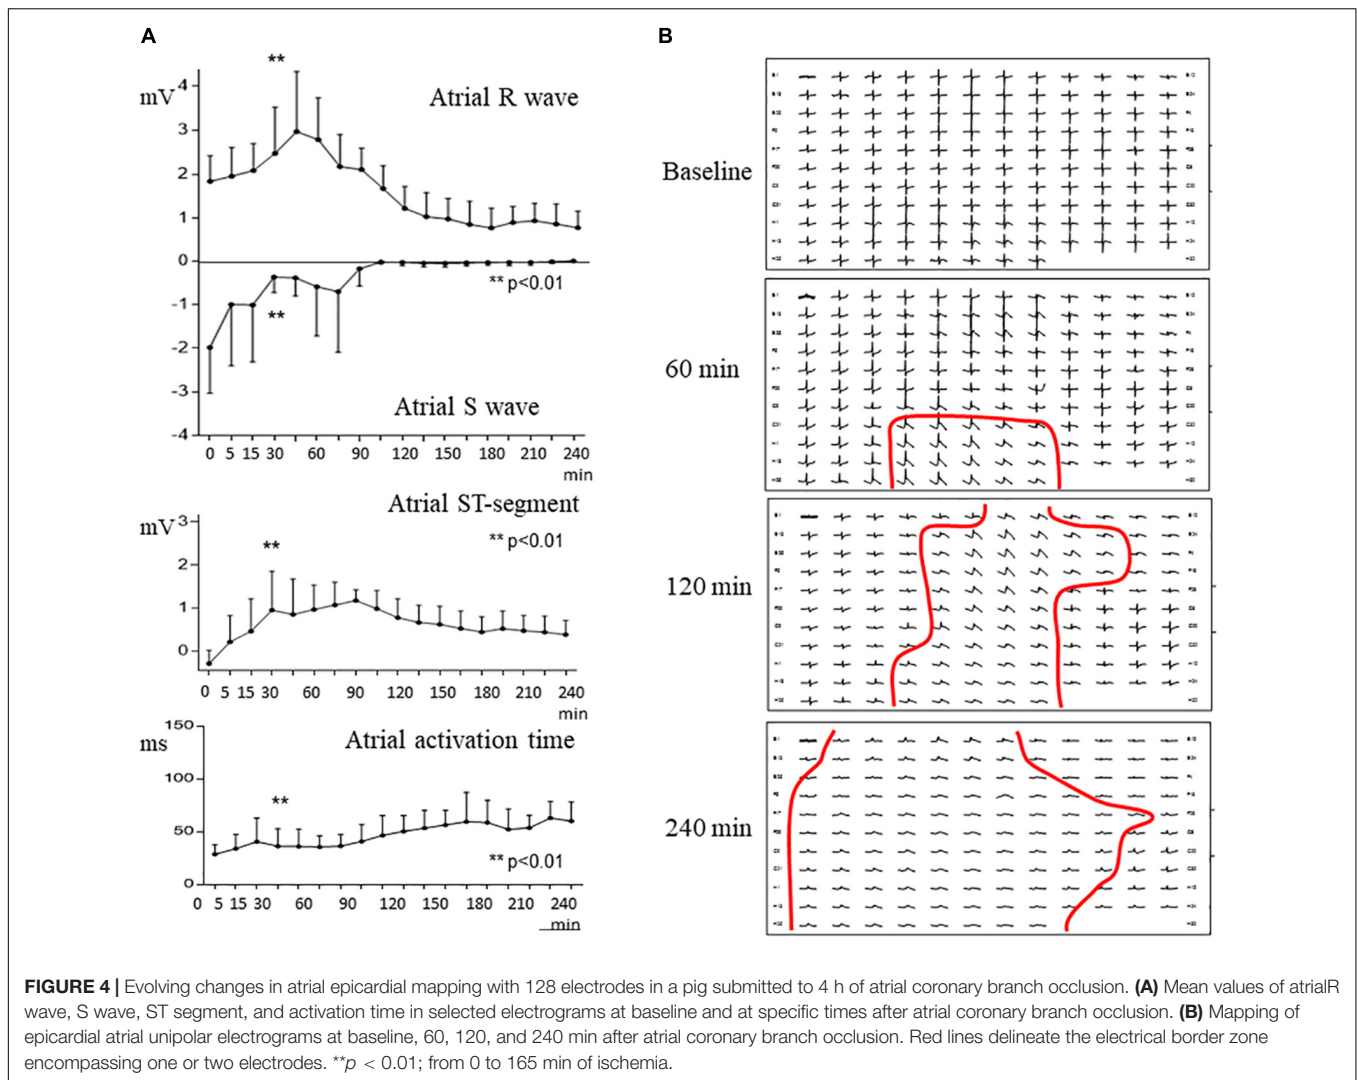 A
B
**
mV
4
3
2
1
0
-1
-2
-3
-4
Atrial R wave
**p<0.01
**
Atrial S wave
0 5 15 30 60 90 120 150 180 210 240
min
Atrial ST-segment
mV
3
2
1
0
**
**p<0.01
0 5 15 30 60 90 120 150 180 210 240
min
150
ms
100
50
0
Atrial activation time
**
**p<0.01
0 5 15 30 60 90 120 150 180 210 240
min
Baseline
60 min
120 min
240 min
FIGURE 4 | Evolving changes in atrial epicardial mapping with 128 electrodes in a pig submitted to 4 h of atrial coronary branch occlusion. (A) Mean values of atrialR
wave, S wave, ST segment, and activation time in selected electrograms at baseline and at specific times after atrial coronary branch occlusion. (B) Mapping of
epicardial atrial unipolar electrograms at baseline, 60, 120, and 240 min after atrial coronary branch occlusion. Red lines delineate the electrical border zone
encompassing one or two electrodes. **p < 0.01; from 0 to 165 min of ischemia.